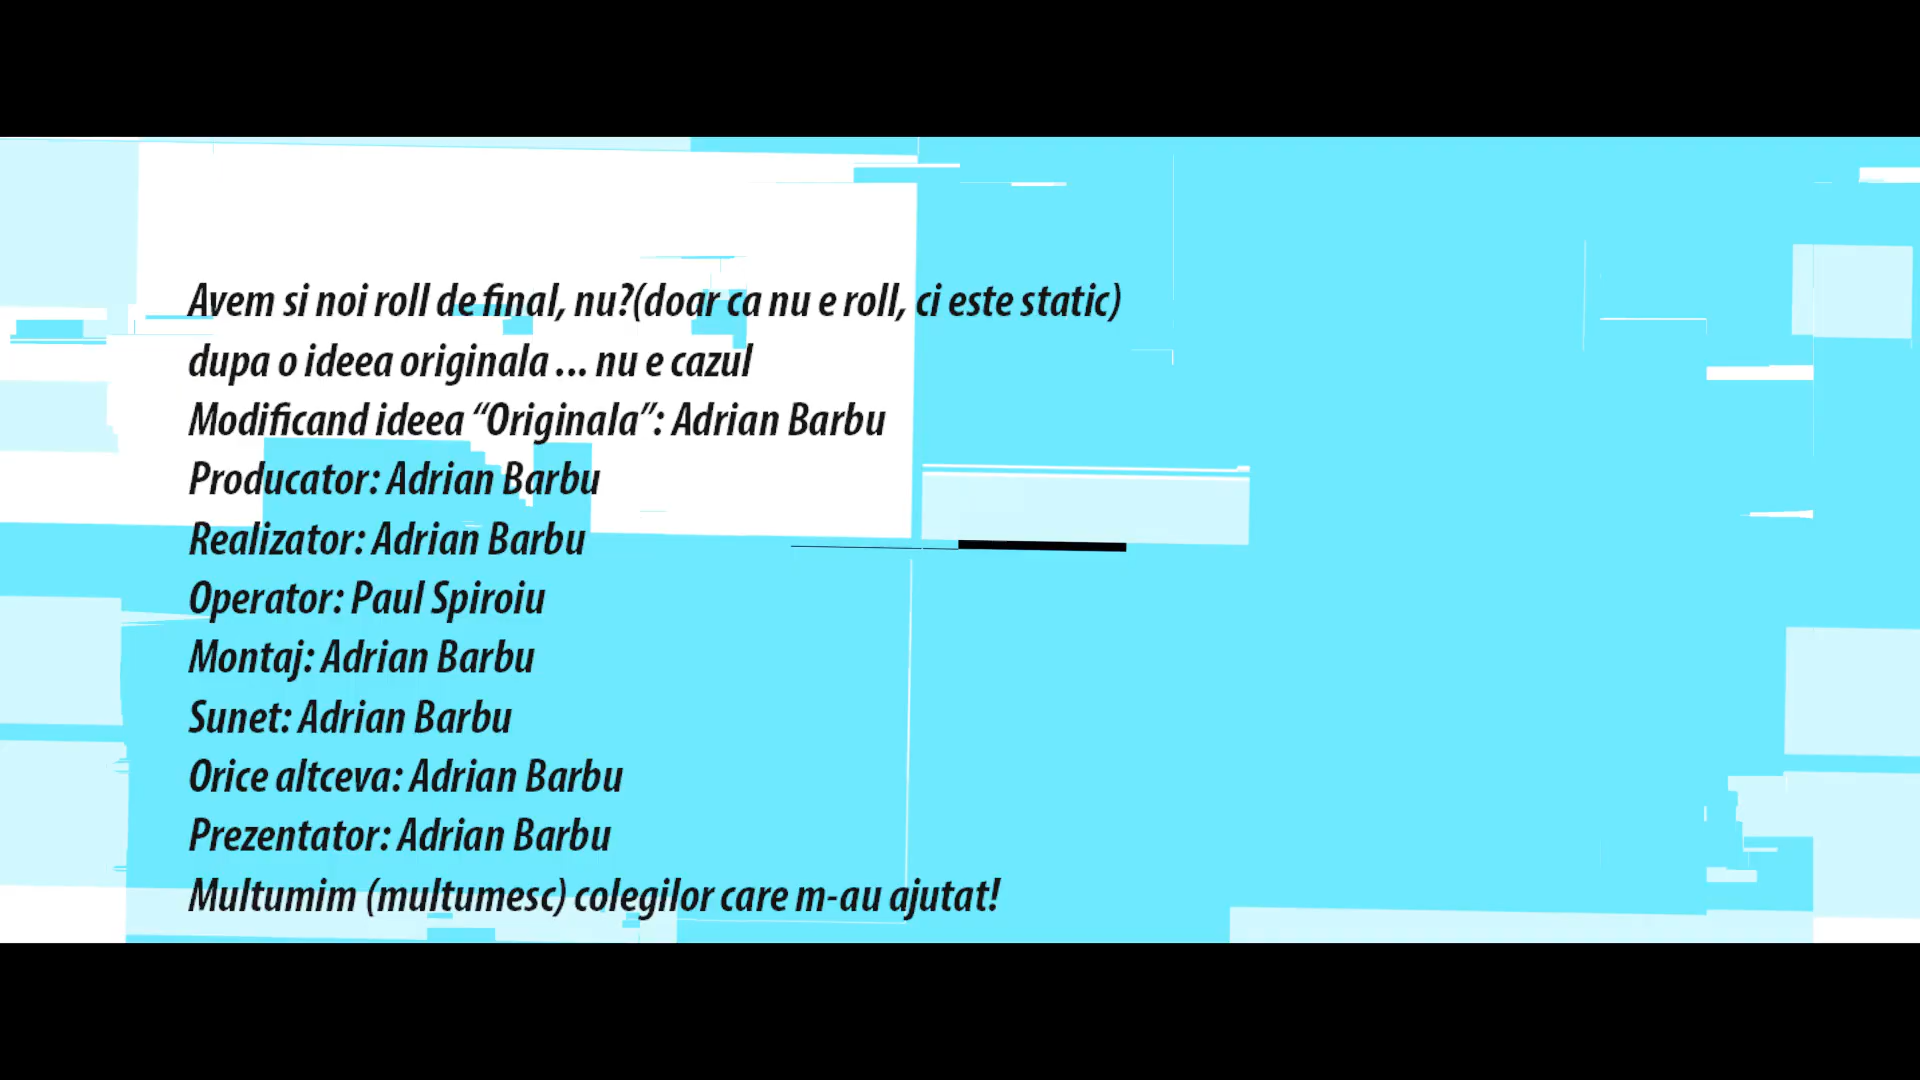 Avem si noi roll de final, nu?(doar ca nu e roll, ci este static)
dupa o ideea originala ... nu e cazul
Modificand ideea “Originala”: Adrian Barbu
Producator: Adrian Barbu
Realizator: Adrian Barbu
Operator: Paul Spiroiu
Montaj: Adrian Barbu
Sunet: Adrian Barbu
Orice altceva: Adrian Barbu
Prezentator: Adrian Barbu
Multumim (multumesc) colegilor care m-au ajutat!